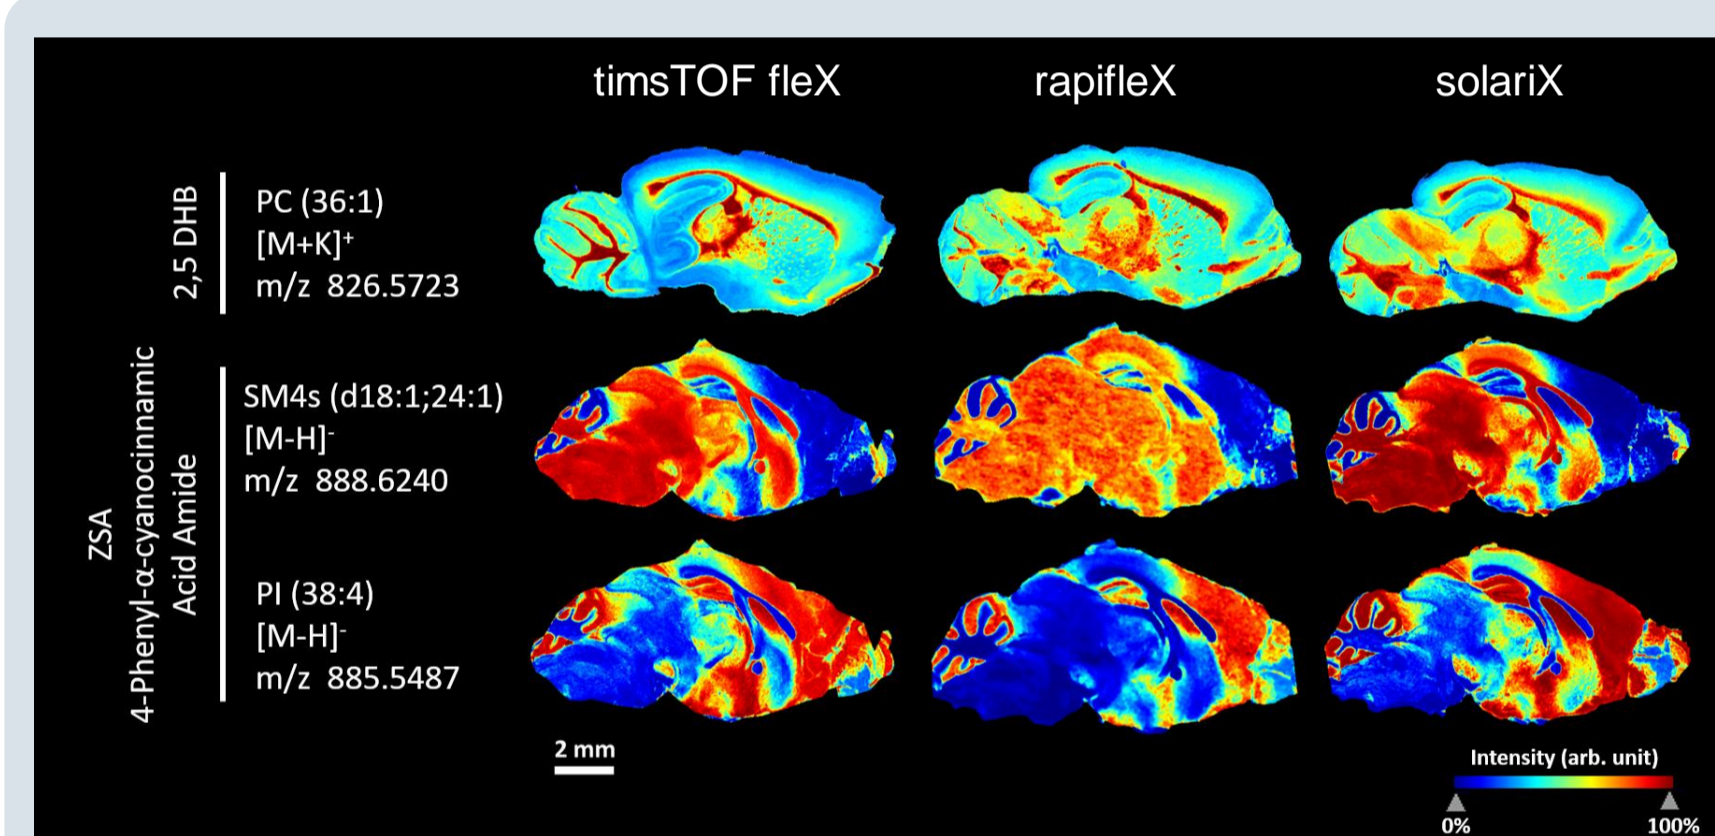 timsTOF fleX
rapifleX
solariX
2,5 DHB
PC (36:1)
[M+K]⁺
m/z 826.5723
ZSA
4-Phenyl-α-cyanocinnamic
Acid Amide
SM4s (d18:1;24:1)
[M-H]⁻
m/z 888.6240
PI (38:4)
[M-H]⁻
m/z 885.5487
2 mm
Intensity (arb. unit)
0%
100%